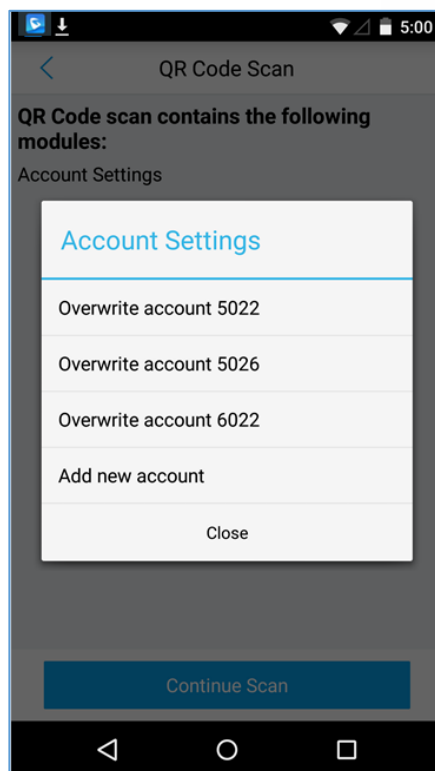 5:00
QR Code Scan
QR Code scan contains the following
modules:
Account Settings
Account Settings
Overwrite account 5022
Overwrite account 5026
Overwrite account 6022
Add new account
Close
Continue Scan